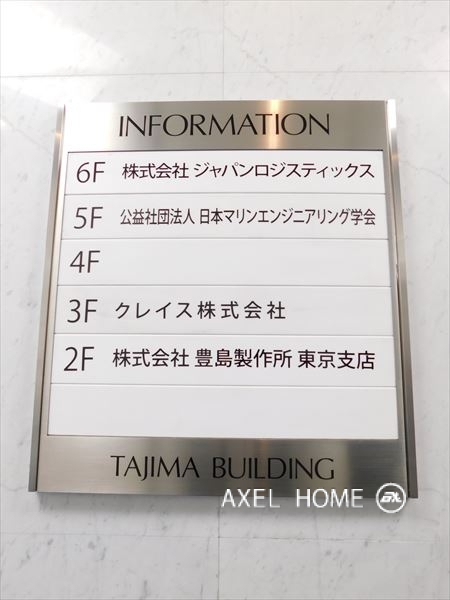 INFORMATION
6F 株式会社 ジャパンロジスティックス
5F 公益社団法人 日本マリンエンジニアリング学会
4F
3F クレイス株式会社
2F 株式会社 豊島製作所 東京支店
TAJIMA BUILDING
AXEL HOME